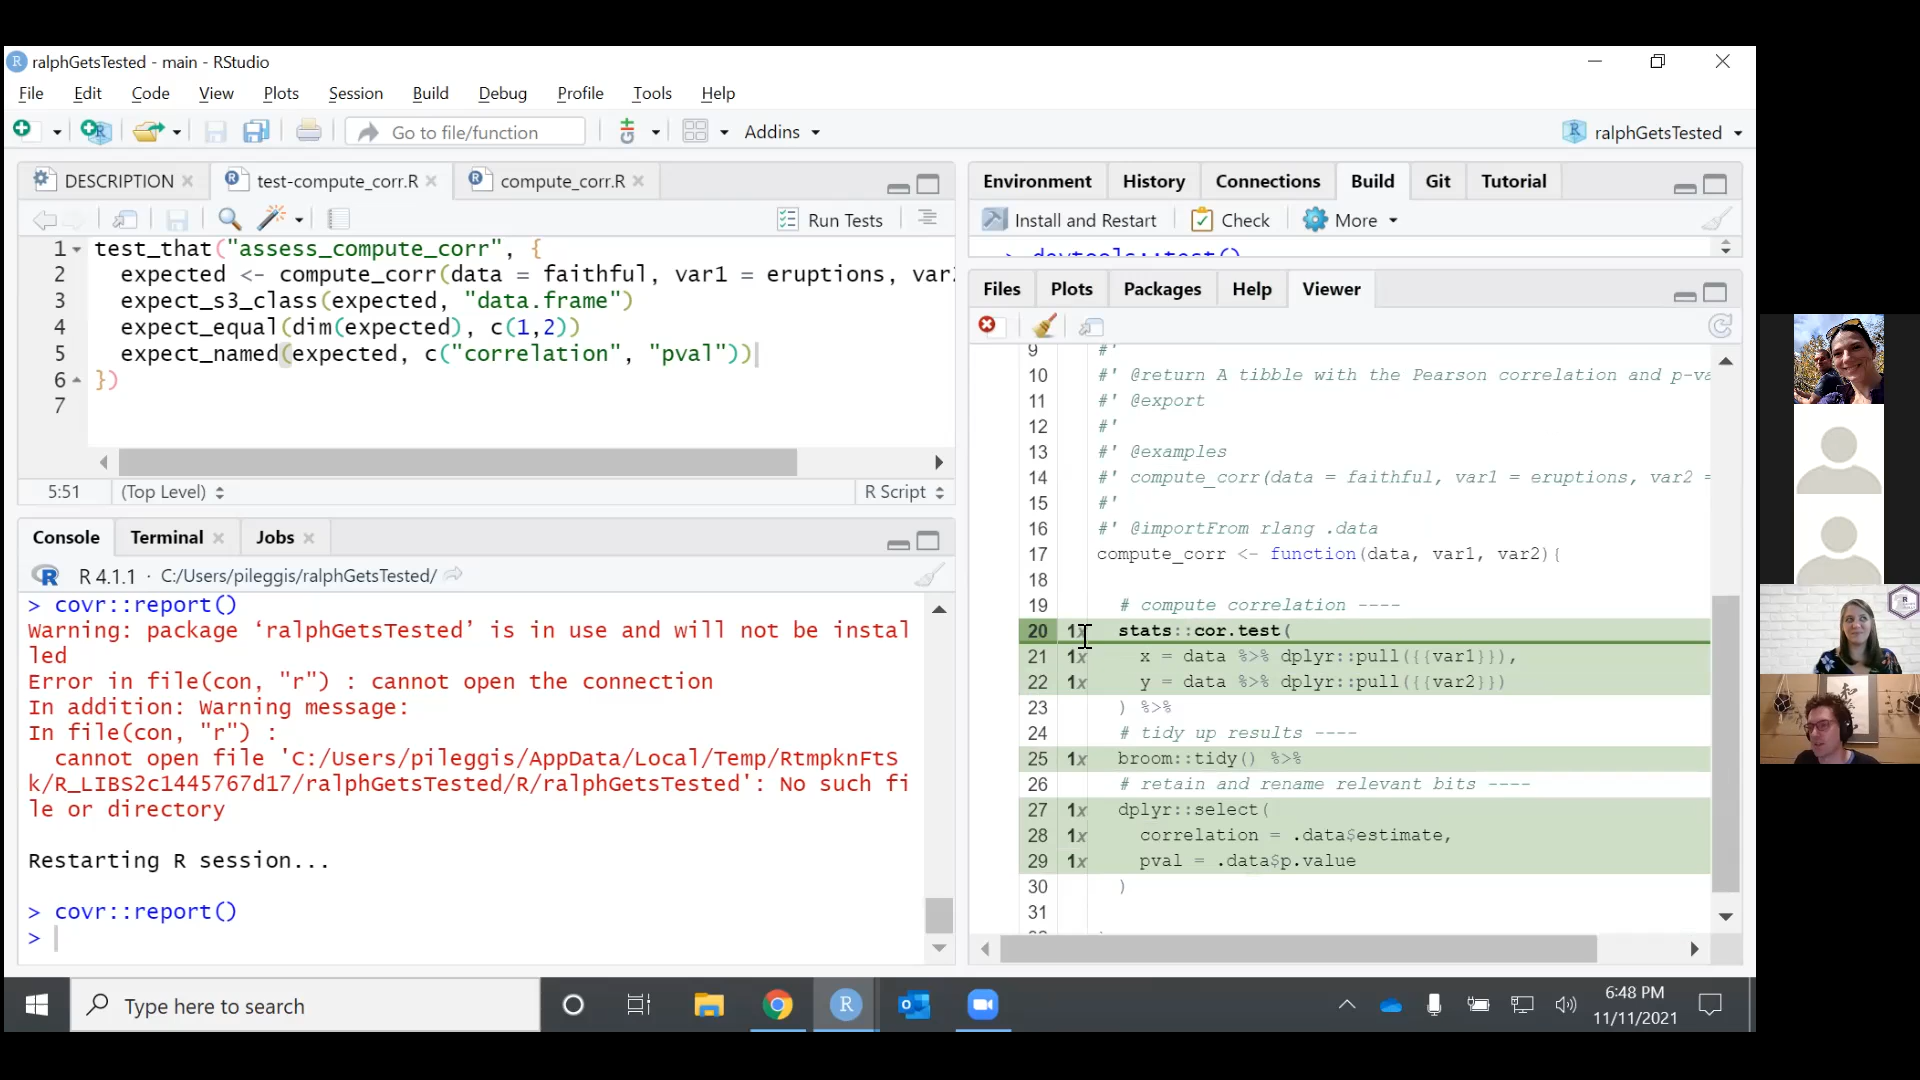 ralphGetsTested - main - RStudio
File Edit Code View Plots Session Build Debug Profile Tools Help
Go to file/function Addins ralphGetsTested
DESCRIPTION test-compute_corr.R compute_corr.R
Run Tests
1 test_that("assess_compute_corr", {
2 expected <- compute_corr(data = faithful, var1 = eruptions, var
3 expect_s3_class(expected, "data.frame")
4 expect_equal(dim(expected), c(1,2))
5 expect_named(expected, c("correlation", "pval"))
6 })
7
5:51 (Top Level) R Script
Console Terminal Jobs
R 4.1.1 · C:/Users/pileggis/ralphGetsTested/
> covr::report()
Warning: package ‘ralphGetsTested’ is in use and will not be instal
led
Error in file(con, "r") : cannot open the connection
In addition: Warning message:
In file(con, "r") :
cannot open file 'C:/Users/pileggis/AppData/Local/Temp/RtmpknFtS
k/R_LIBS2c1445767d17/ralphGetsTested/R/ralphGetsTested': No such fi
le or directory
Restarting R session...
> covr::report()
>
Environment History Connections Build Git Tutorial
Install and Restart Check More
> devtools::test()
Files Plots Packages Help Viewer
9 #'
10 #' @return A tibble with the Pearson correlation and p-va
11 #' @export
12 #'
13 #' @examples
14 #' compute_corr(data = faithful, var1 = eruptions, var2 =
15 #'
16 #' @importFrom rlang .data
17 compute_corr <- function(data, var1, var2){
18
19 # compute correlation ----
20 1x stats::cor.test(
21 1x x = data %>% dplyr::pull({{var1}}),
22 1x y = data %>% dplyr::pull({{var2}})
23 ) %>%
24 # tidy up results ----
25 1x broom::tidy() %>%
26 # retain and rename relevant bits ----
27 1x dplyr::select(
28 1x correlation = .data$estimate,
29 1x pval = .data$p.value
30 )
31
Type here to search
6:48 PM
11/11/2021